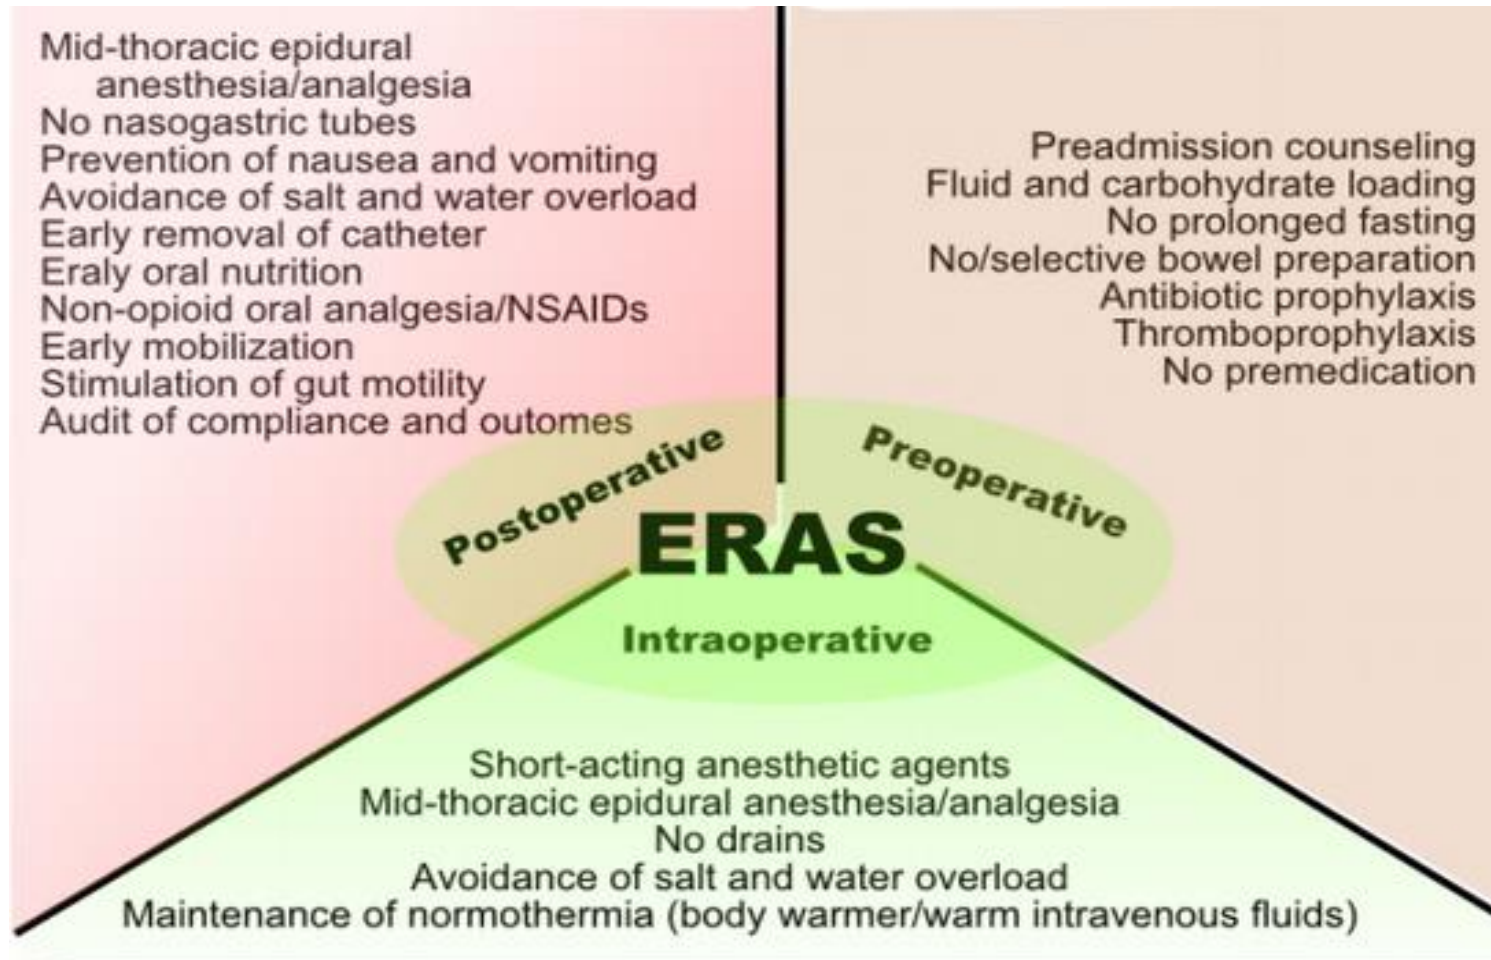 Mid-thoracic epidural
anesthesia/analgesia
No nasogastric tubes
Prevention of nausea and vomiting
Avoidance of salt and water overload
Early removal of catheter
Eraly oral nutrition
Non-opioid oral analgesia/NSAIDs
Early mobilization
Stimulation of gut motility
Audit of compliance and outcomes
Preadmission counseling
Fluid and carbohydrate loading
No prolonged fasting
No/selective bowel preparation
Antibiotic prophylaxis
Thromboprophylaxis
No premedication
Postoperative
Preoperative
ERAS
Intraoperative
Short-acting anesthetic agents
Mid-thoracic epidural anesthesia/analgesia
No drains
Avoidance of salt and water overload
Maintenance of normothermia (body warmer/warm intravenous fluids)